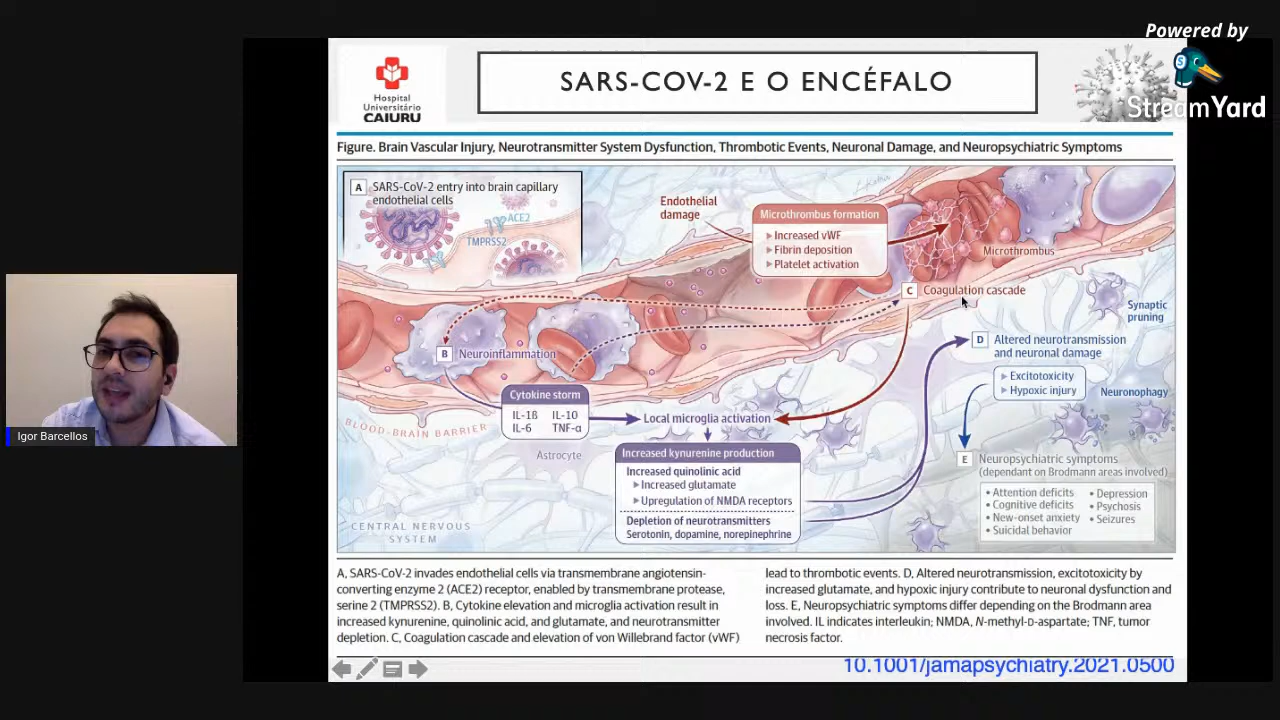 Powered by
StreamYard
Hospital
Universitário
CAJURU
SARS-COV-2 E O ENCÉFALO
Figure. Brain Vascular Injury, Neurotransmitter System Dysfunction, Thrombotic Events, Neuronal Damage, and Neuropsychiatric Symptoms
A SARS-CoV-2 entry into brain capillary
endothelial cells
ACE2
TMPRSS2
Endothelial
damage
Microthrombus formation
Increased vWF
Fibrin deposition
Platelet activation
Microthrombus
C Coagulation cascade
Synaptic
pruning
B Neuroinflammation
D Altered neurotransmission
and neuronal damage
Excitotoxicity
Hypoxic injury
Neuronophagy
Cytokine storm
IL-1ß IL-10
IL-6 TNF-α
Local microglia activation
BLOOD-BRAIN BARRIER
Astrocyte
Increased kynurenine production
Increased quinolinic acid
Increased glutamate
Upregulation of NMDA receptors
Depletion of neurotransmitters
Serotonin, dopamine, norepinephrine
E Neuropsychiatric symptoms
(dependant on Brodmann areas involved)
• Attention deficits
• Cognitive deficits
• New-onset anxiety
• Suicidal behavior
• Depression
• Psychosis
• Seizures
CENTRAL NERVOUS
SYSTEM
A, SARS-CoV-2 invades endothelial cells via transmembrane angiotensin-
converting enzyme 2 (ACE2) receptor, enabled by transmembrane protease,
serine 2 (TMPRSS2). B, Cytokine elevation and microglia activation result in
increased kynurenine, quinolinic acid, and glutamate, and neurotransmitter
depletion. C, Coagulation cascade and elevation of von Willebrand factor (vWF)
lead to thrombotic events. D, Altered neurotransmission, excitotoxicity by
increased glutamate, and hypoxic injury contribute to neuronal dysfunction and
loss. E, Neuropsychiatric symptoms differ depending on the Brodmann area
involved. IL indicates interleukin; NMDA, N-methyl-D-aspartate; TNF, tumor
necrosis factor.
10.1001/jamapsychiatry.2021.0500
Igor Barcellos